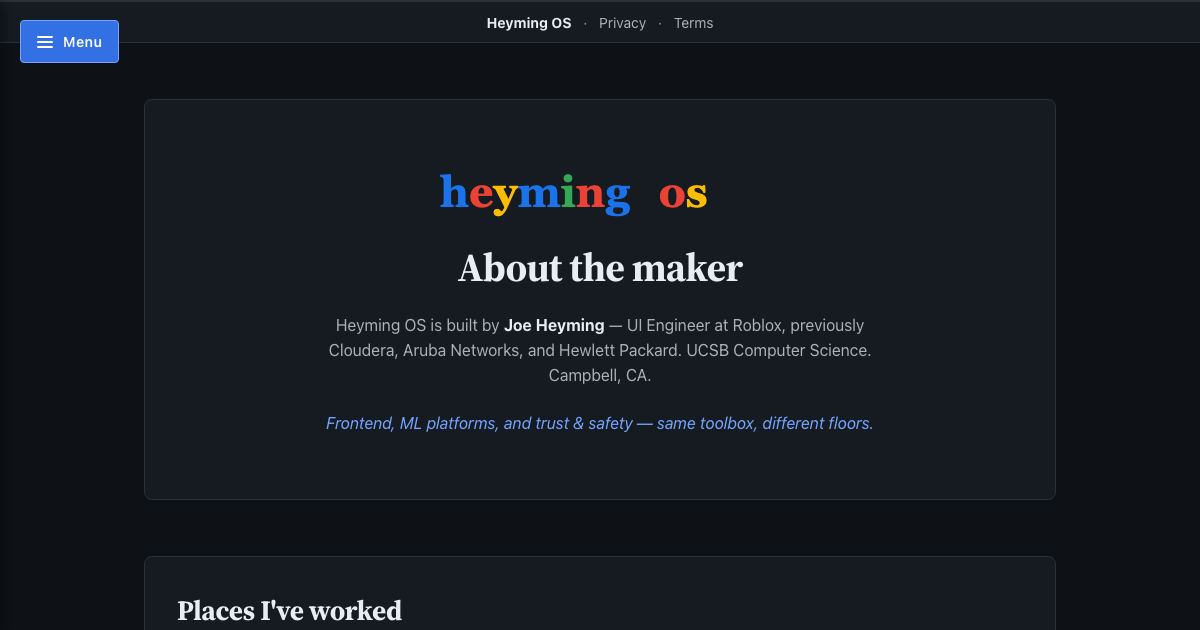 Heyming OS · Privacy · Terms
Menu
heyming os
About the maker
Heyming OS is built by Joe Heyming — UI Engineer at Roblox, previously
Cloudera, Aruba Networks, and Hewlett Packard. UCSB Computer Science.
Campbell, CA.
Frontend, ML platforms, and trust & safety — same toolbox, different floors.
Places I've worked